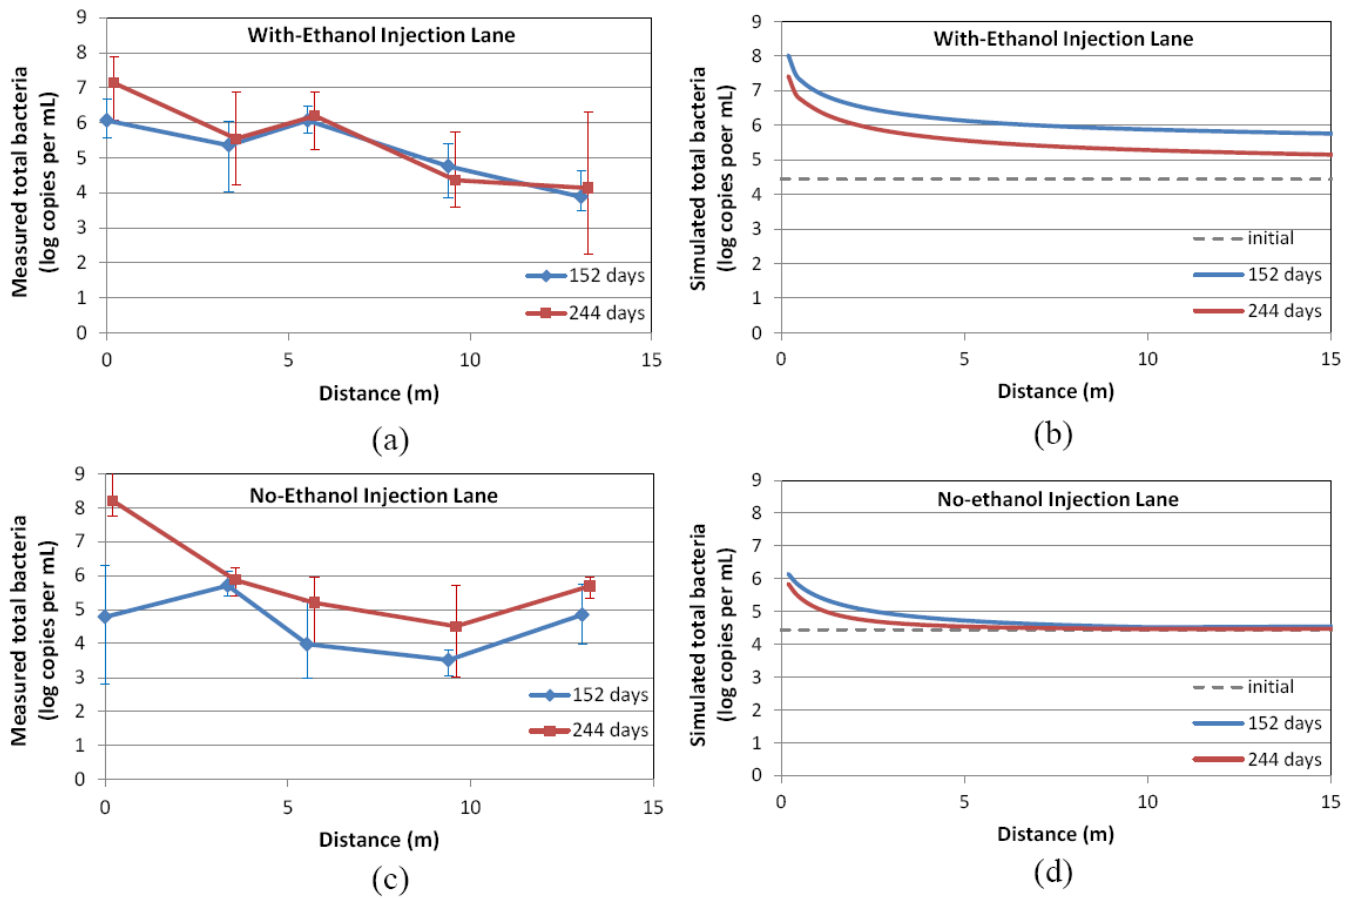 With-Ethanol Injection Lane
Measured total bacteria
(log copies per mL)
9
8
7
6
5
4
3
2
1
0
152 days
244 days
0 5 10 15
Distance (m)
(a)
With-Ethanol Injection Lane
Simulated total bacteria
(log copies poer mL)
9
8
7
6
5
4
3
2
1
0
initial
152 days
244 days
0 5 10 15
Distance (m)
(b)
No-Ethanol Injection Lane
Measured total bacteria
(log copies per mL)
9
8
7
6
5
4
3
2
1
0
152 days
244 days
0 5 10 15
Distance (m)
(c)
No-ethanol Injection Lane
Simulated total bacteria
(log copies per mL)
9
8
7
6
5
4
3
2
1
0
initial
152 days
244 days
0 5 10 15
Distance (m)
(d)